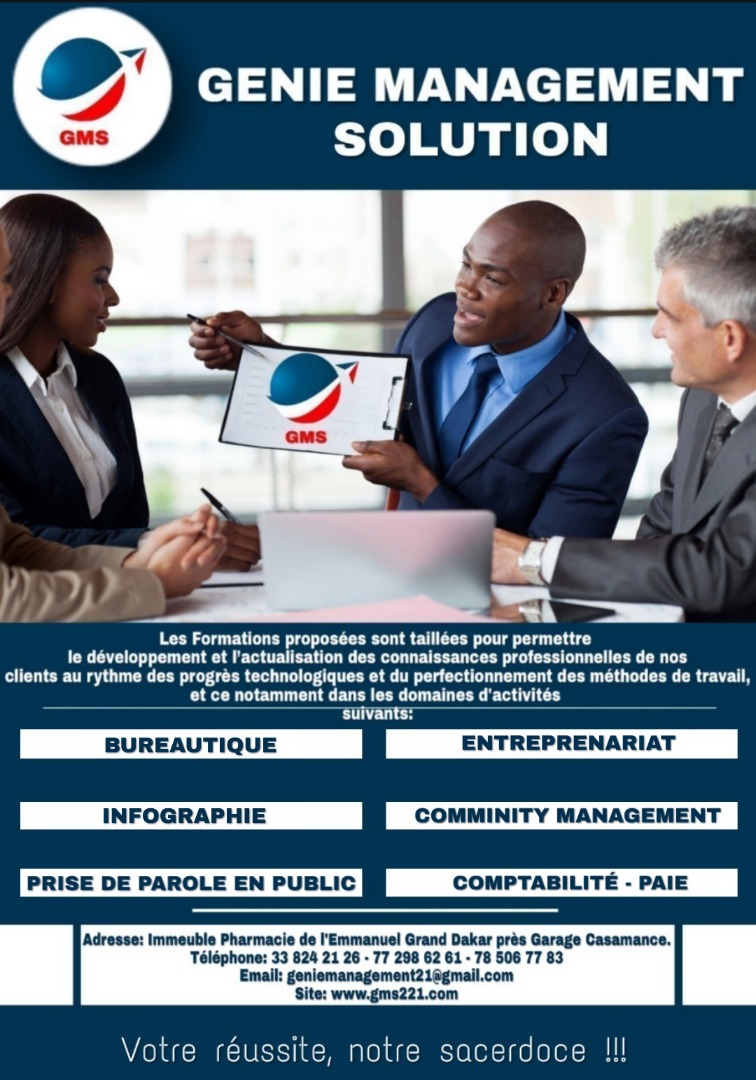 GMS
GENIE MANAGEMENT
SOLUTION
GMS
Les Formations proposées sont taillées pour permettre
le développement et l'actualisation des connaissances professionnelles de nos
clients au rythme des progrès technologiques et du perfectionnement des méthodes de travail,
et ce notamment dans les domaines d'activités
suivants:
BUREAUTIQUE
ENTREPRENARIAT
INFOGRAPHIE
COMMINITY MANAGEMENT
PRISE DE PAROLE EN PUBLIC
COMPTABILITÉ - PAIE
Adresse: Immeuble Pharmacie de l'Emmanuel Grand Dakar près Garage Casamance.
Téléphone: 33 824 21 26 - 77 298 62 61 - 78 506 77 83
Email: geniemanagement21@gmail.com
Site: www.gms221.com
Votre réussite, notre sacerdoce !!!